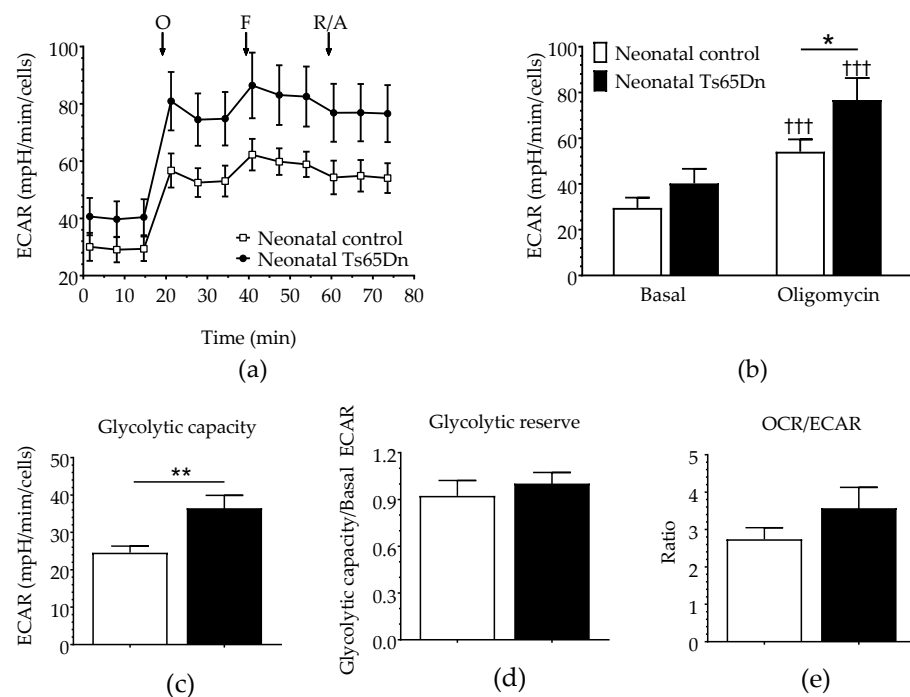 O F R/A
ECAR (mpH/mim/cells)
100
80
60
40
20
0 10 20 30 40 50 60 70 80
Neonatal control
Neonatal Ts65Dn
Time (min)
(a)
ECAR (mpH/mim/cells)
100
80
60
40
20
0
Neonatal control
Neonatal Ts65Dn
*
†††
†††
Basal Oligomycin
(b)
Glycolytic capacity
ECAR (mpH/mim/cells)
50
40
30
20
10
0
**
(c)
Glycolytic reserve
Glycolytic capacity/Basal ECAR
1.2
0.9
0.6
0.3
0.0
(d)
OCR/ECAR
Ratio
5
4
3
2
1
0
(e)